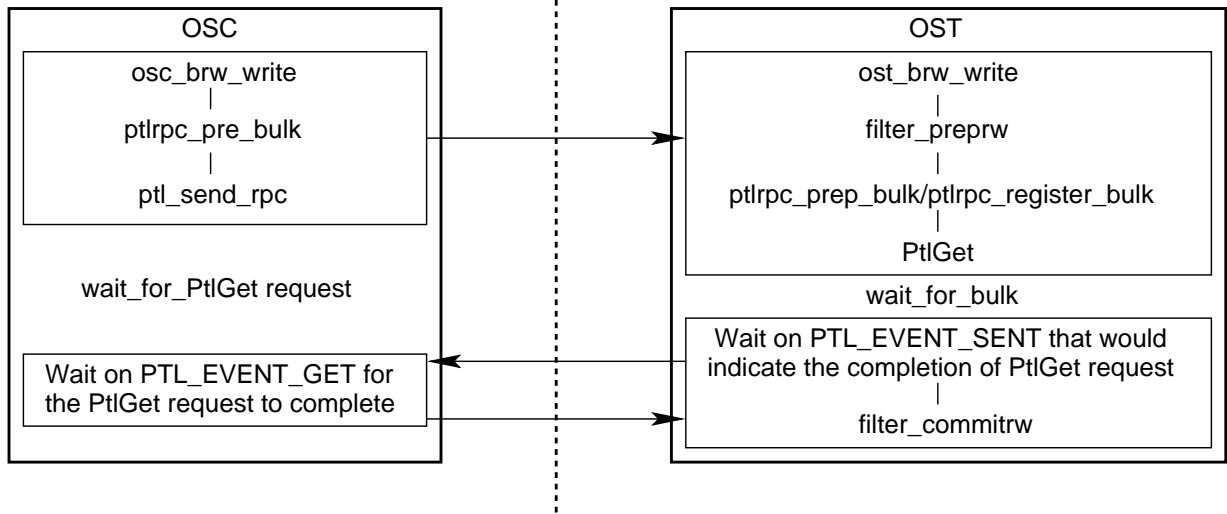 OSC
osc_brw_write
ptlrpc_pre_bulk
ptl_send_rpc
wait_for_PtlGet request
Wait on PTL_EVENT_GET for
the PtlGet request to complete
OST
ost_brw_write
filter_preprw
ptlrpc_prep_bulk/ptlrpc_register_bulk
PtlGet
wait_for_bulk
Wait on PTL_EVENT_SENT that would
indicate the completion of PtlGet request
filter_commitrw